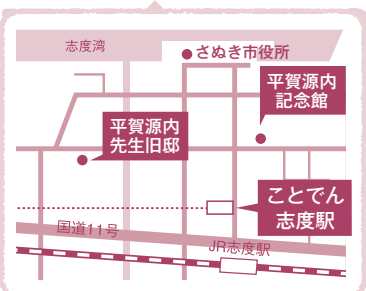 志度湾
さぬき市役所
平賀源内
記念館
平賀源内
先生旧邸
ことでん
志度駅
国道11号
JR志度駅